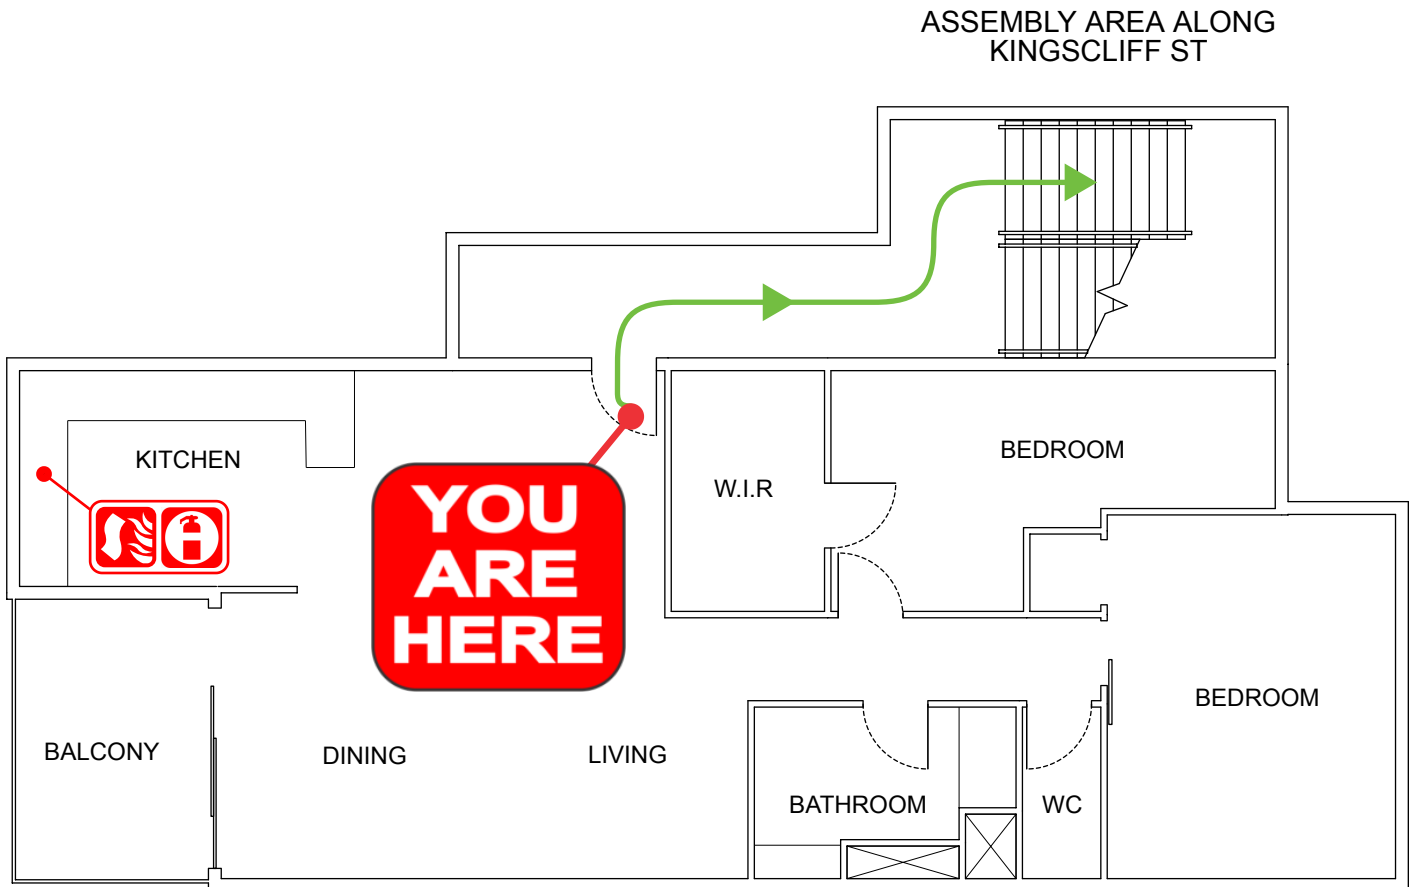 ASSEMBLY AREA ALONG
KINGSCLIFF ST
KITCHEN
BEDROOM
W.I.R
YOU
ARE
HERE
BEDROOM
BALCONY
DINING
LIVING
BATHROOM
WC